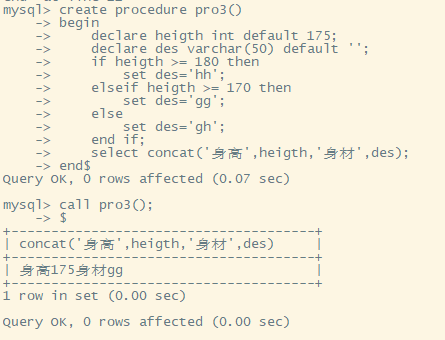 mysql> create procedure pro3()
    -> begin
    ->     declare heigth int default 175;
    ->     declare des varchar(50) default '';
    ->     if heigth >= 180 then
    ->         set des='hh';
    ->     elseif heigth >= 170 then
    ->         set des='gg';
    ->     else
    ->         set des='gh';
    ->     end if;
    ->     select concat('身高',heigth,'身材',des);
    -> end$
Query OK, 0 rows affected (0.07 sec)
mysql> call pro3();
    -> $
+-------------------------------------+
| concat('身高',heigth,'身材',des)     |
+-------------------------------------+
| 身高175身材gg                        |
+-------------------------------------+
1 row in set (0.00 sec)
Query OK, 0 rows affected (0.00 sec)